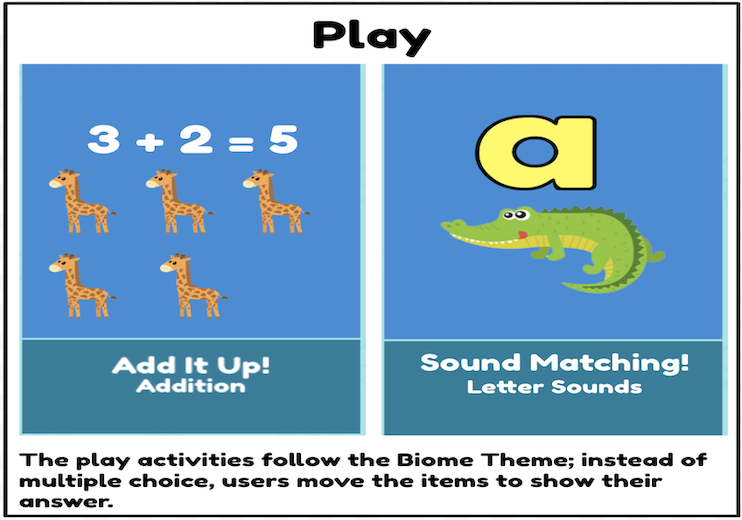 Play
3 + 2 = 5
Add It Up!
Addition
a
Sound Matching!
Letter Sounds
The play activities follow the Biome Theme; instead of
multiple choice, users move the items to show their
answer.